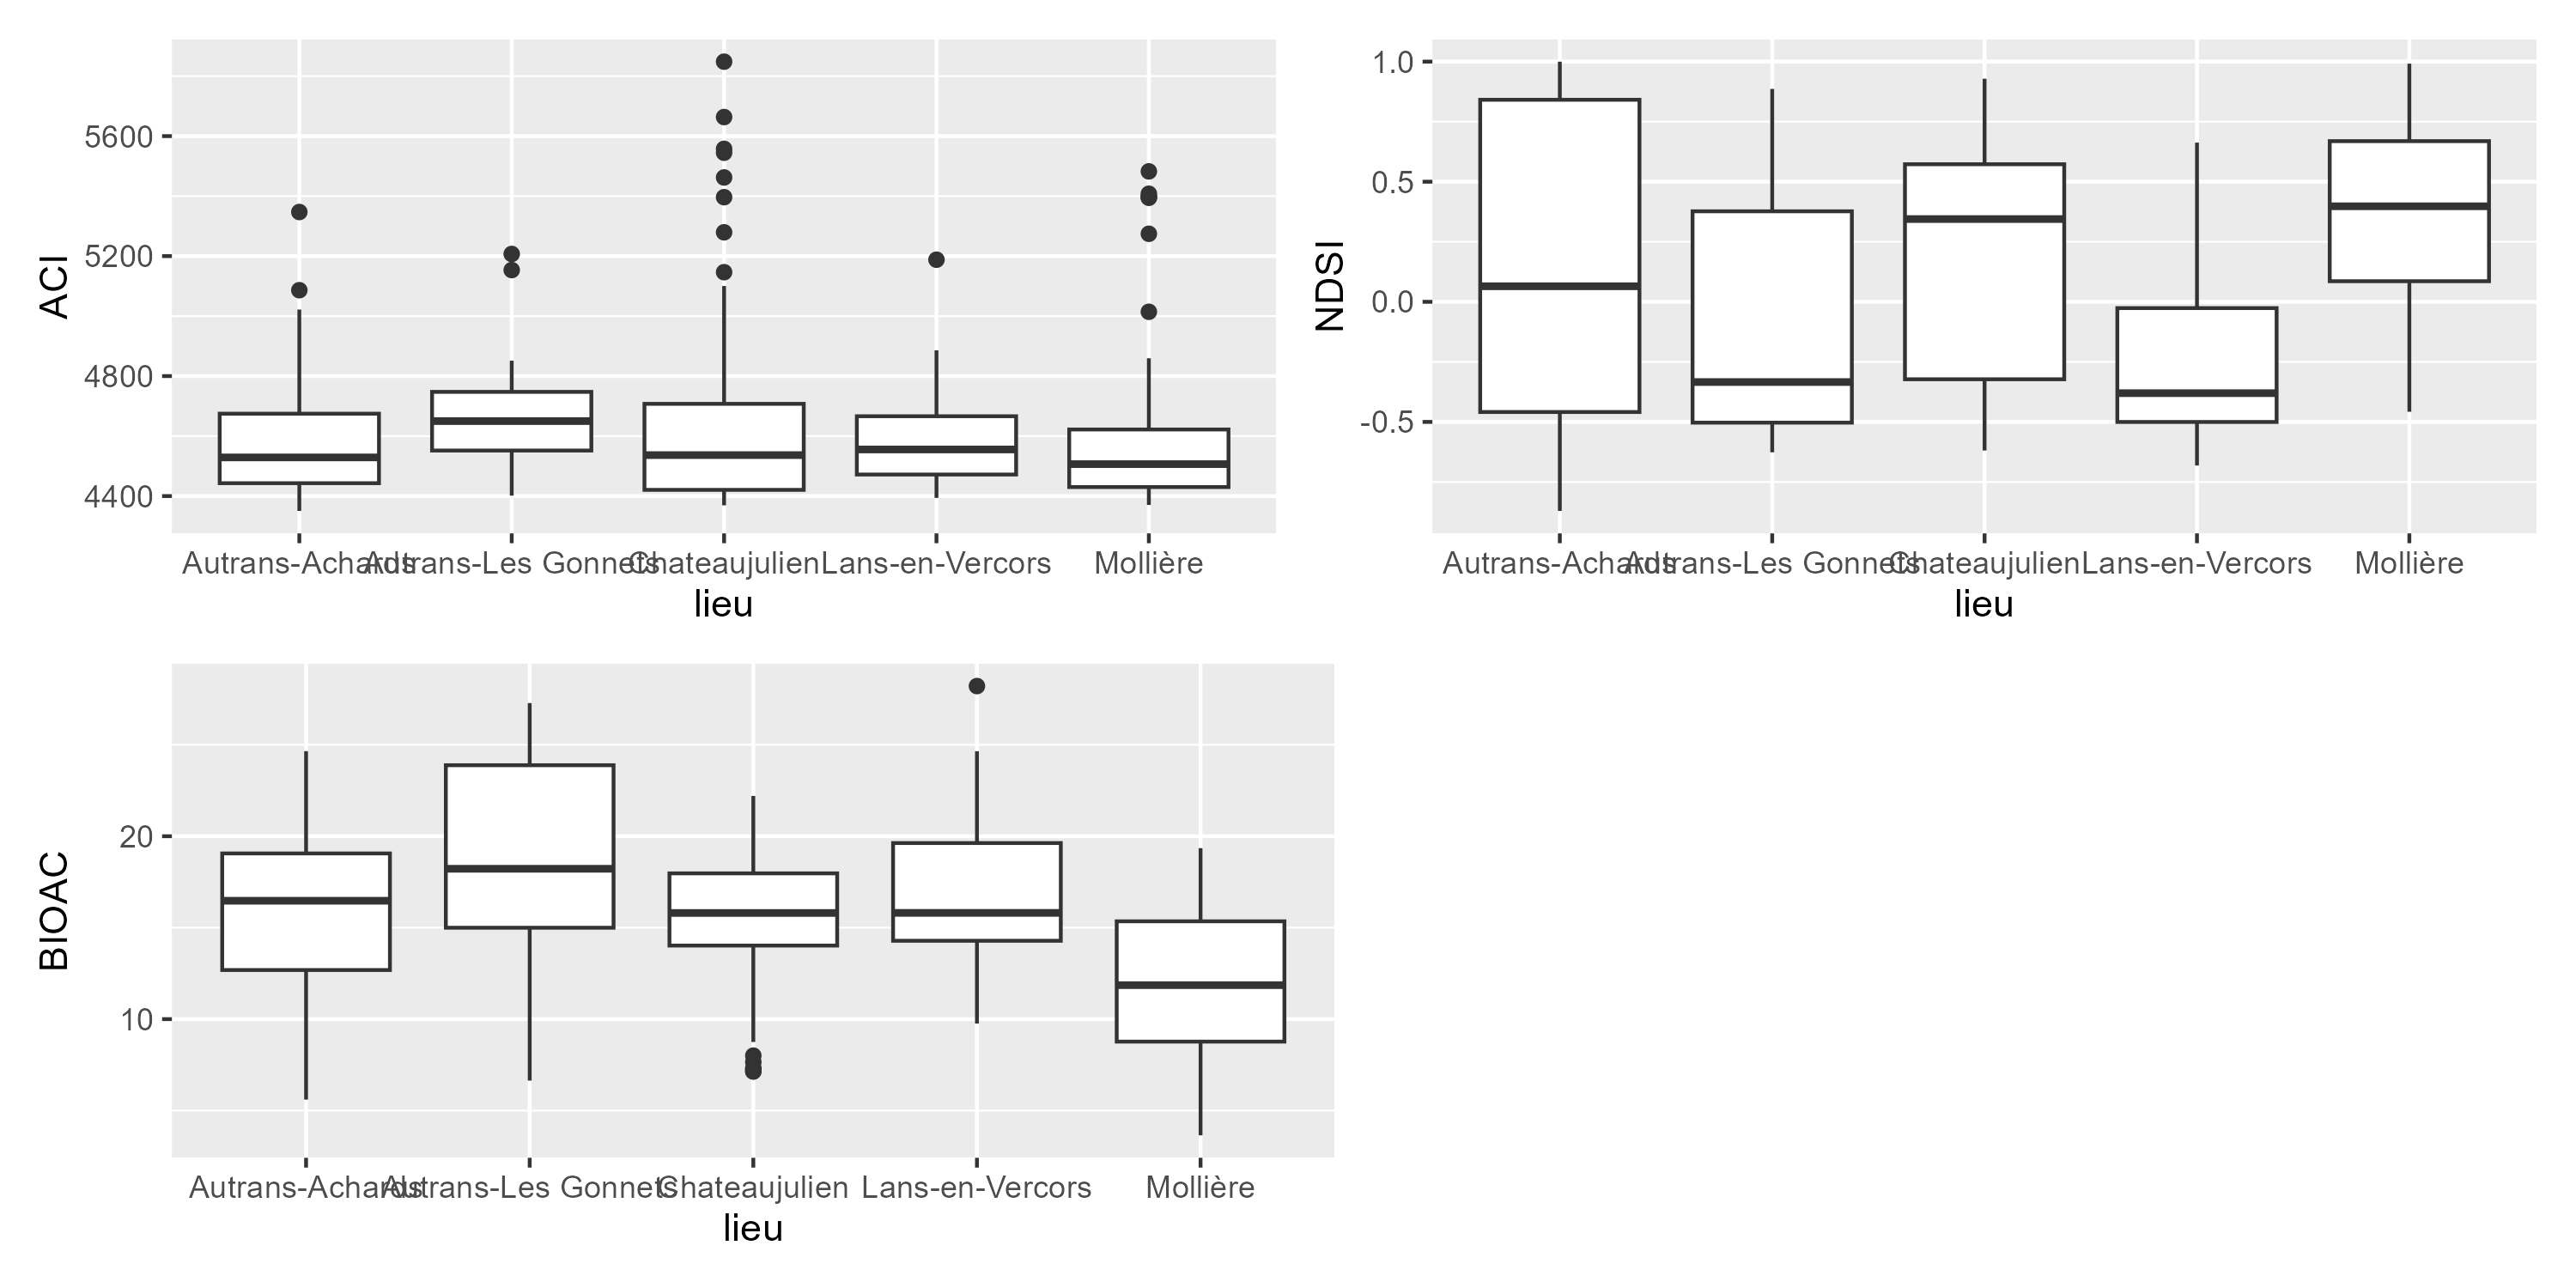 ACI
5600
5200
4800
4400
Autrans-Achards Autrans-Les Gonnets Chateaujulien Lans-en-Vercors Mollière
lieu
NDSI
1.0
0.5
0.0
-0.5
Autrans-Achards Autrans-Les Gonnets Chateaujulien Lans-en-Vercors Mollière
lieu
BIOAC
20
10
Autrans-Achards Autrans-Les Gonnets Chateaujulien Lans-en-Vercors Mollière
lieu